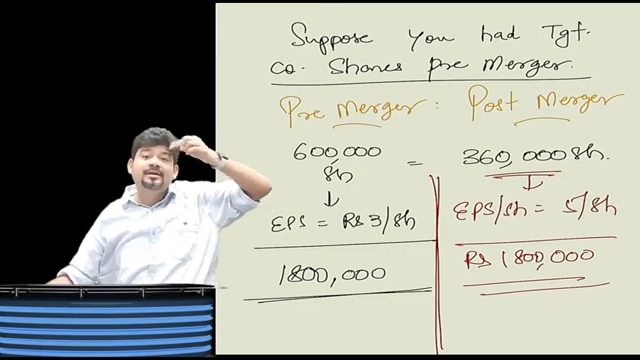 Suppose you had Tgt.
co. Shares Pre Merger.
Pre Merger : Post Merger
600,000 = 360,000 sh.
sh
EPS = RS 3/sh
EPS/sh = 5/sh
1800,000
RS 1800,000